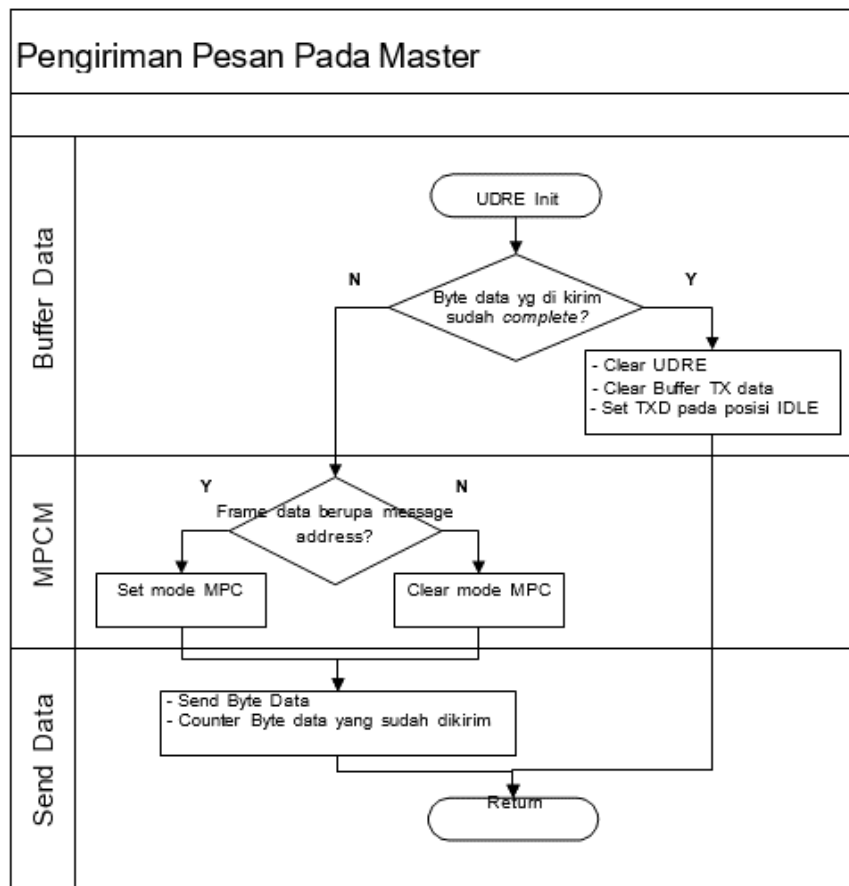 Pengiriman Pesan Pada Master
Buffer Data
UDRE Init
N
Y
Byte data yg di kirim
sudah complete?
- Clear UDRE
- Clear Buffer TX data
- Set TXD pada posisi IDLE
MPCM
Y
N
Frame data berupa message
address?
Set mode MPC
Clear mode MPC
Send Data
- Send Byte Data
- Counter Byte data yang sudah dikirim
Return